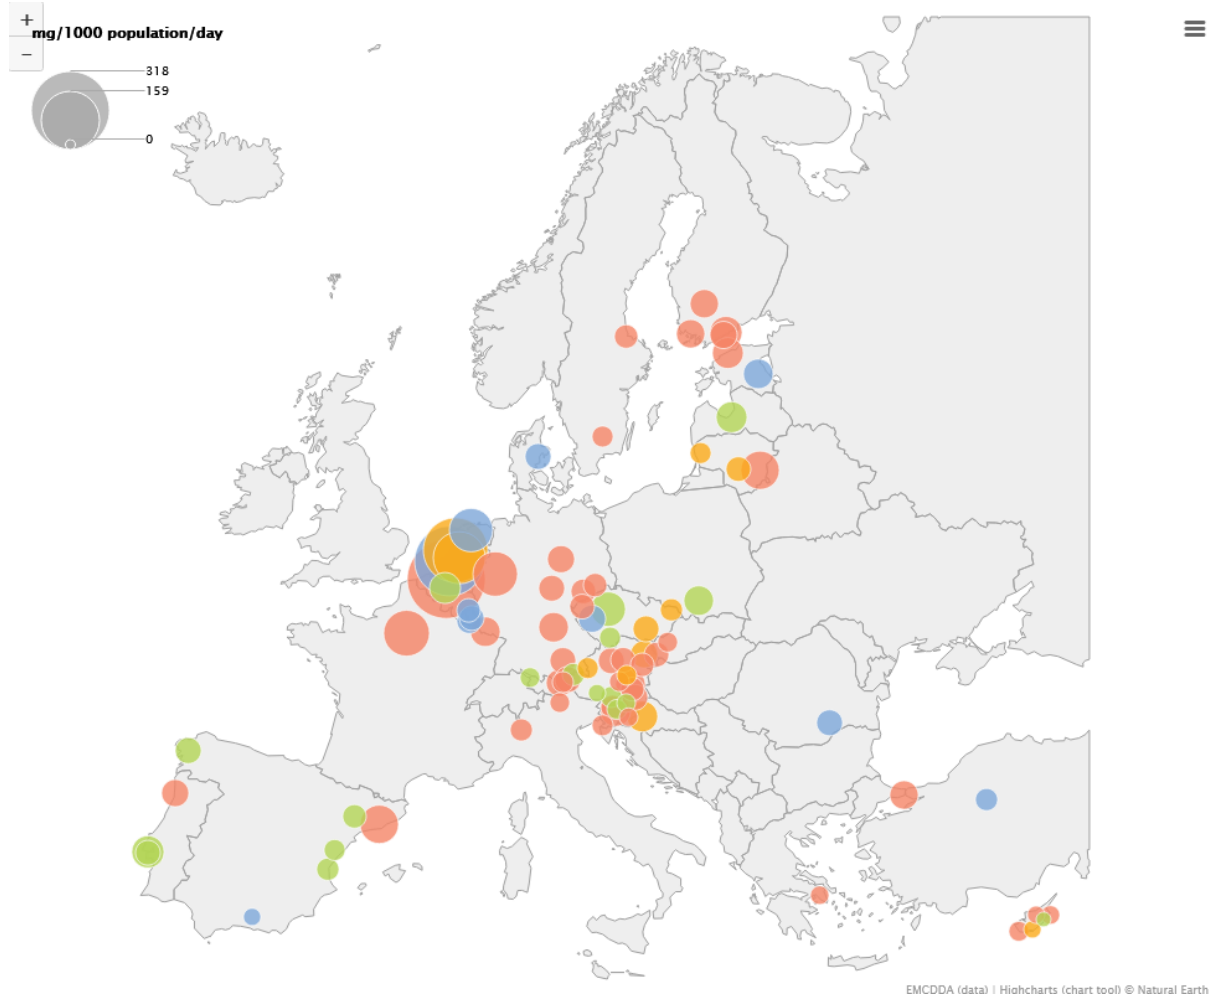 +
mg/1000 population/day
−
318
159
0
EMCDDA (data) | Highcharts (chart tool) © Natural Earth